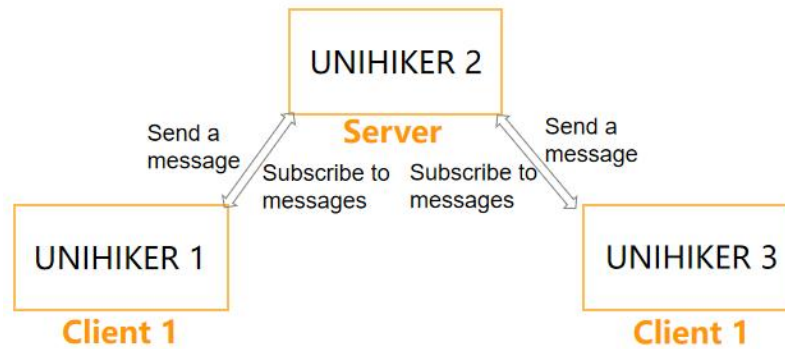 UNIHIKER 2
Server
Send a
message
Subscribe to
messages
Subscribe to
messages
Send a
message
UNIHIKER 1
Client 1
UNIHIKER 3
Client 1